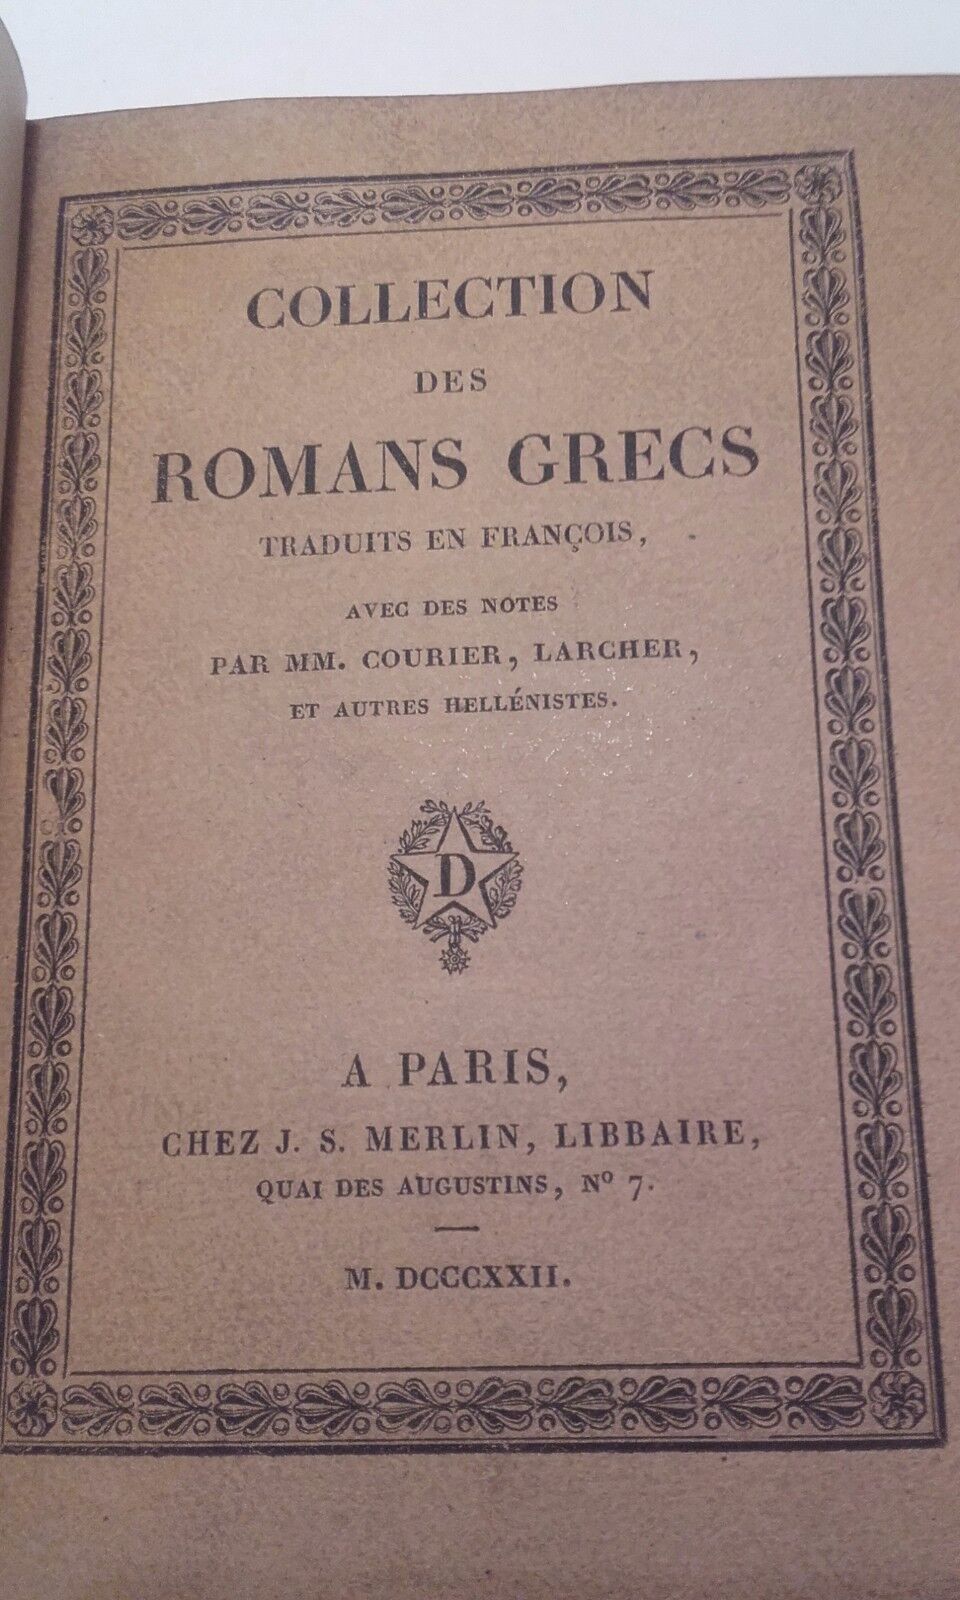 COLLECTION
DES
ROMANS GRECS
TRADUITS EN FRANÇOIS,
AVEC DES NOTES
PAR MM. COURIER, LARCHER,
ET AUTRES HELLÉNISTES.
D
A PARIS,
CHEZ J. S. MERLIN, LIBBAIRE,
QUAI DES AUGUSTINS, Nº 7.
M. DCCCXXII.